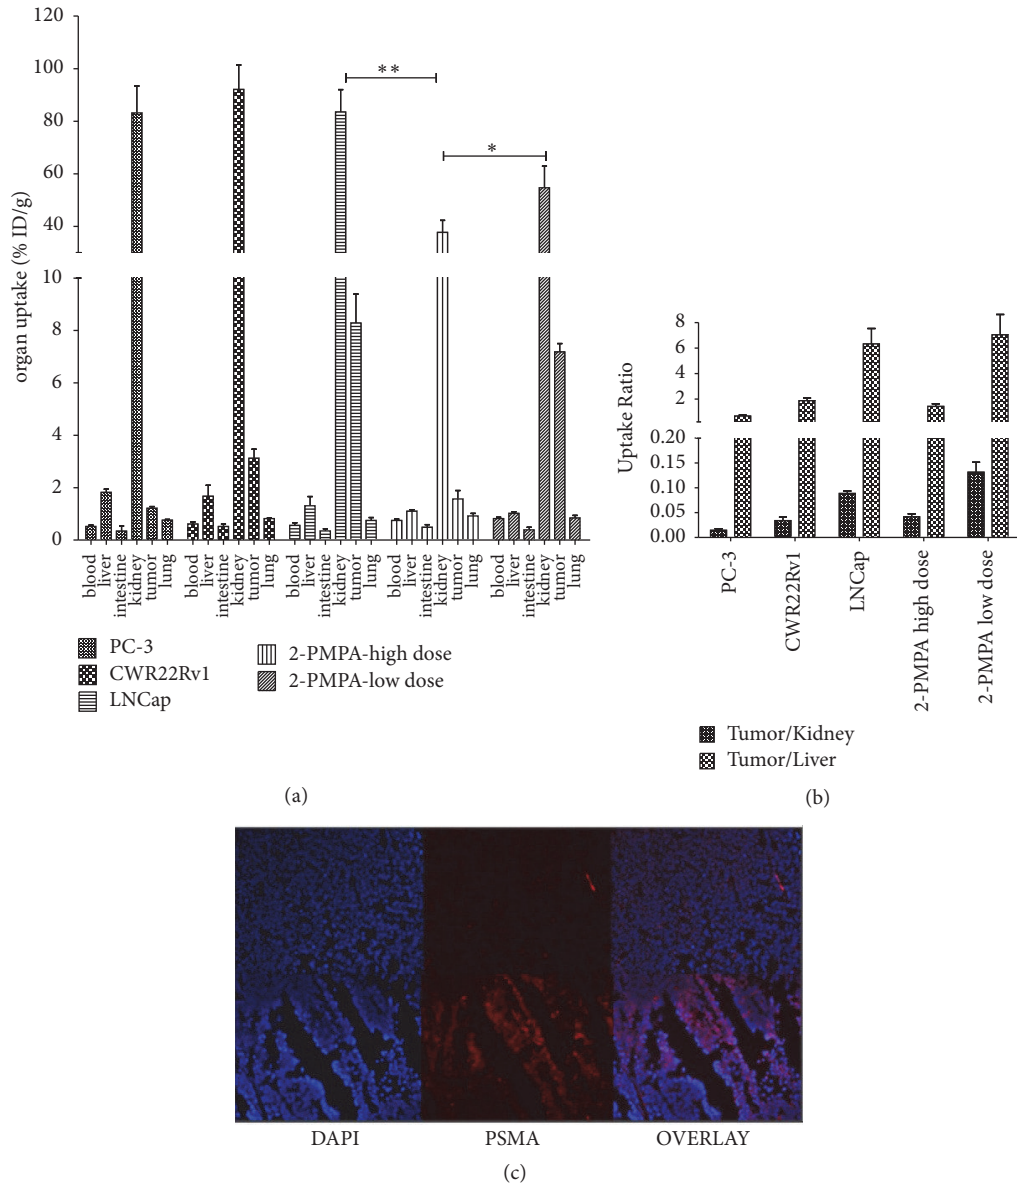 organ uptake (% ID/g)
120
100
80
60
40
10
8
6
4
2
0
**
*
blood
liver
intestine
kidney
tumor
lung
blood
liver
intestine
kidney
tumor
lung
blood
liver
intestine
kidney
tumor
lung
blood
liver
intestine
kidney
tumor
lung
blood
liver
intestine
kidney
tumor
lung
PC-3
CWR22Rv1
LNCap
2-PMPA-high dose
2-PMPA-low dose
(a)
Uptake Ratio
8
6
4
2
0.20
0.15
0.10
0.05
0.00
PC-3
CWR22Rv1
LNCap
2-PMPA high dose
2-PMPA low dose
Tumor/Kidney
Tumor/Liver
(b)
DAPI
PSMA
OVERLAY
(c)